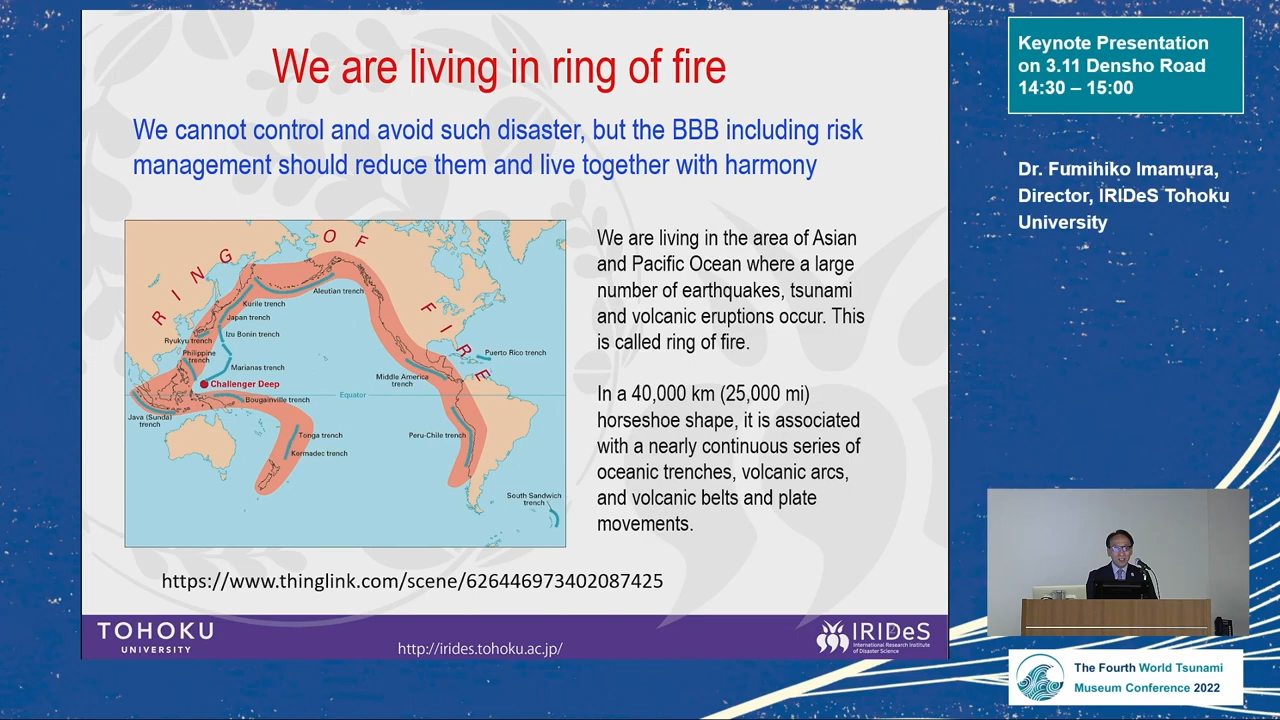 We are living in ring of fire
We cannot control and avoid such disaster, but the BBB including risk
management should reduce them and live together with harmony
RING OF FIRE
Aleutian trench
Kurile trench
Japan trench
Izu Bonin trench
Ryukyu trench
Philippine
trench
Marianas trench
Challenger Deep
Bougainville trench
Java (Sunda)
trench
Tonga trench
Kermadec trench
Equator
Middle America
trench
Peru-Chile trench
Puerto Rico trench
South Sandwich
trench
We are living in the area of Asian
and Pacific Ocean where a large
number of earthquakes, tsunami
and volcanic eruptions occur. This
is called ring of fire.
In a 40,000 km (25,000 mi)
horseshoe shape, it is associated
with a nearly continuous series of
oceanic trenches, volcanic arcs,
and volcanic belts and plate
movements.
https://www.thinglink.com/scene/626446973402087425
TOHOKU
UNIVERSITY
http://irides.tohoku.ac.jp/
IRIDeS
International Research Institute
of Disaster Science
Keynote Presentation
on 3.11 Densho Road
14:30 – 15:00
Dr. Fumihiko Imamura,
Director, IRIDeS Tohoku
University
The Fourth World Tsunami
Museum Conference 2022